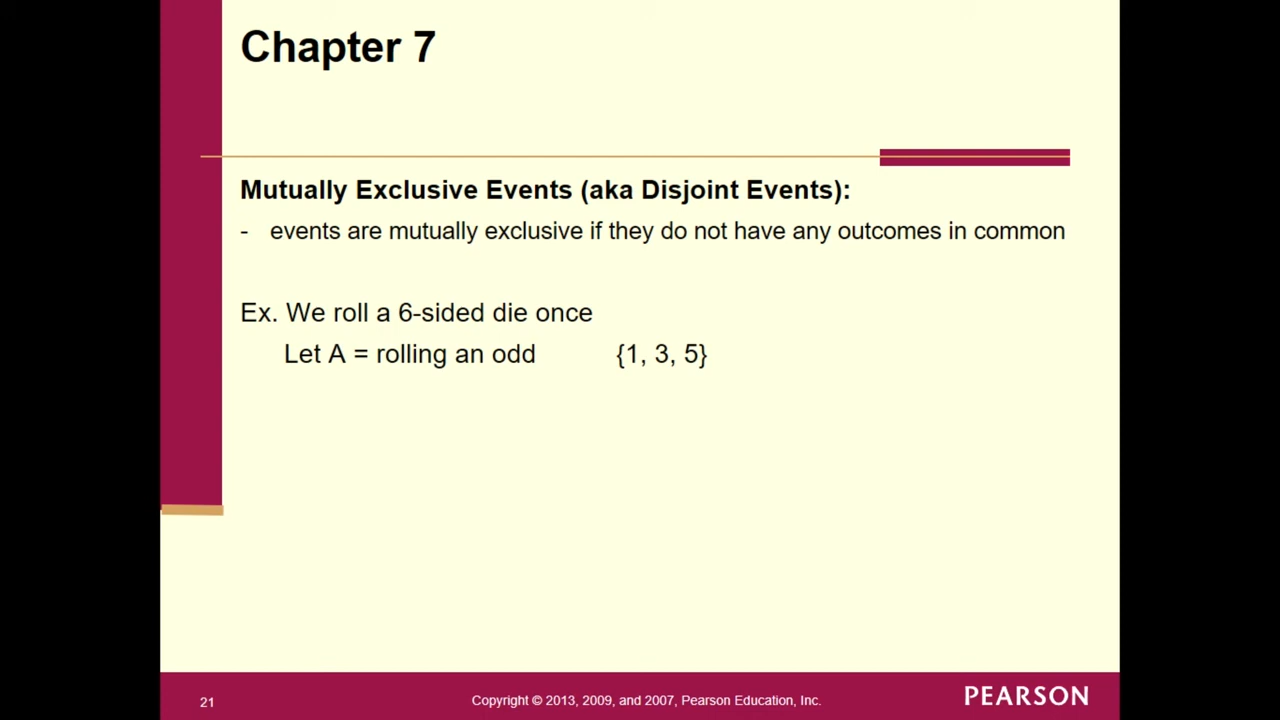 Chapter 7
Mutually Exclusive Events (aka Disjoint Events):
- events are mutually exclusive if they do not have any outcomes in common
Ex. We roll a 6-sided die once
Let A = rolling an odd {1, 3, 5}
21
Copyright © 2013, 2009, and 2007, Pearson Education, Inc.
PEARSON